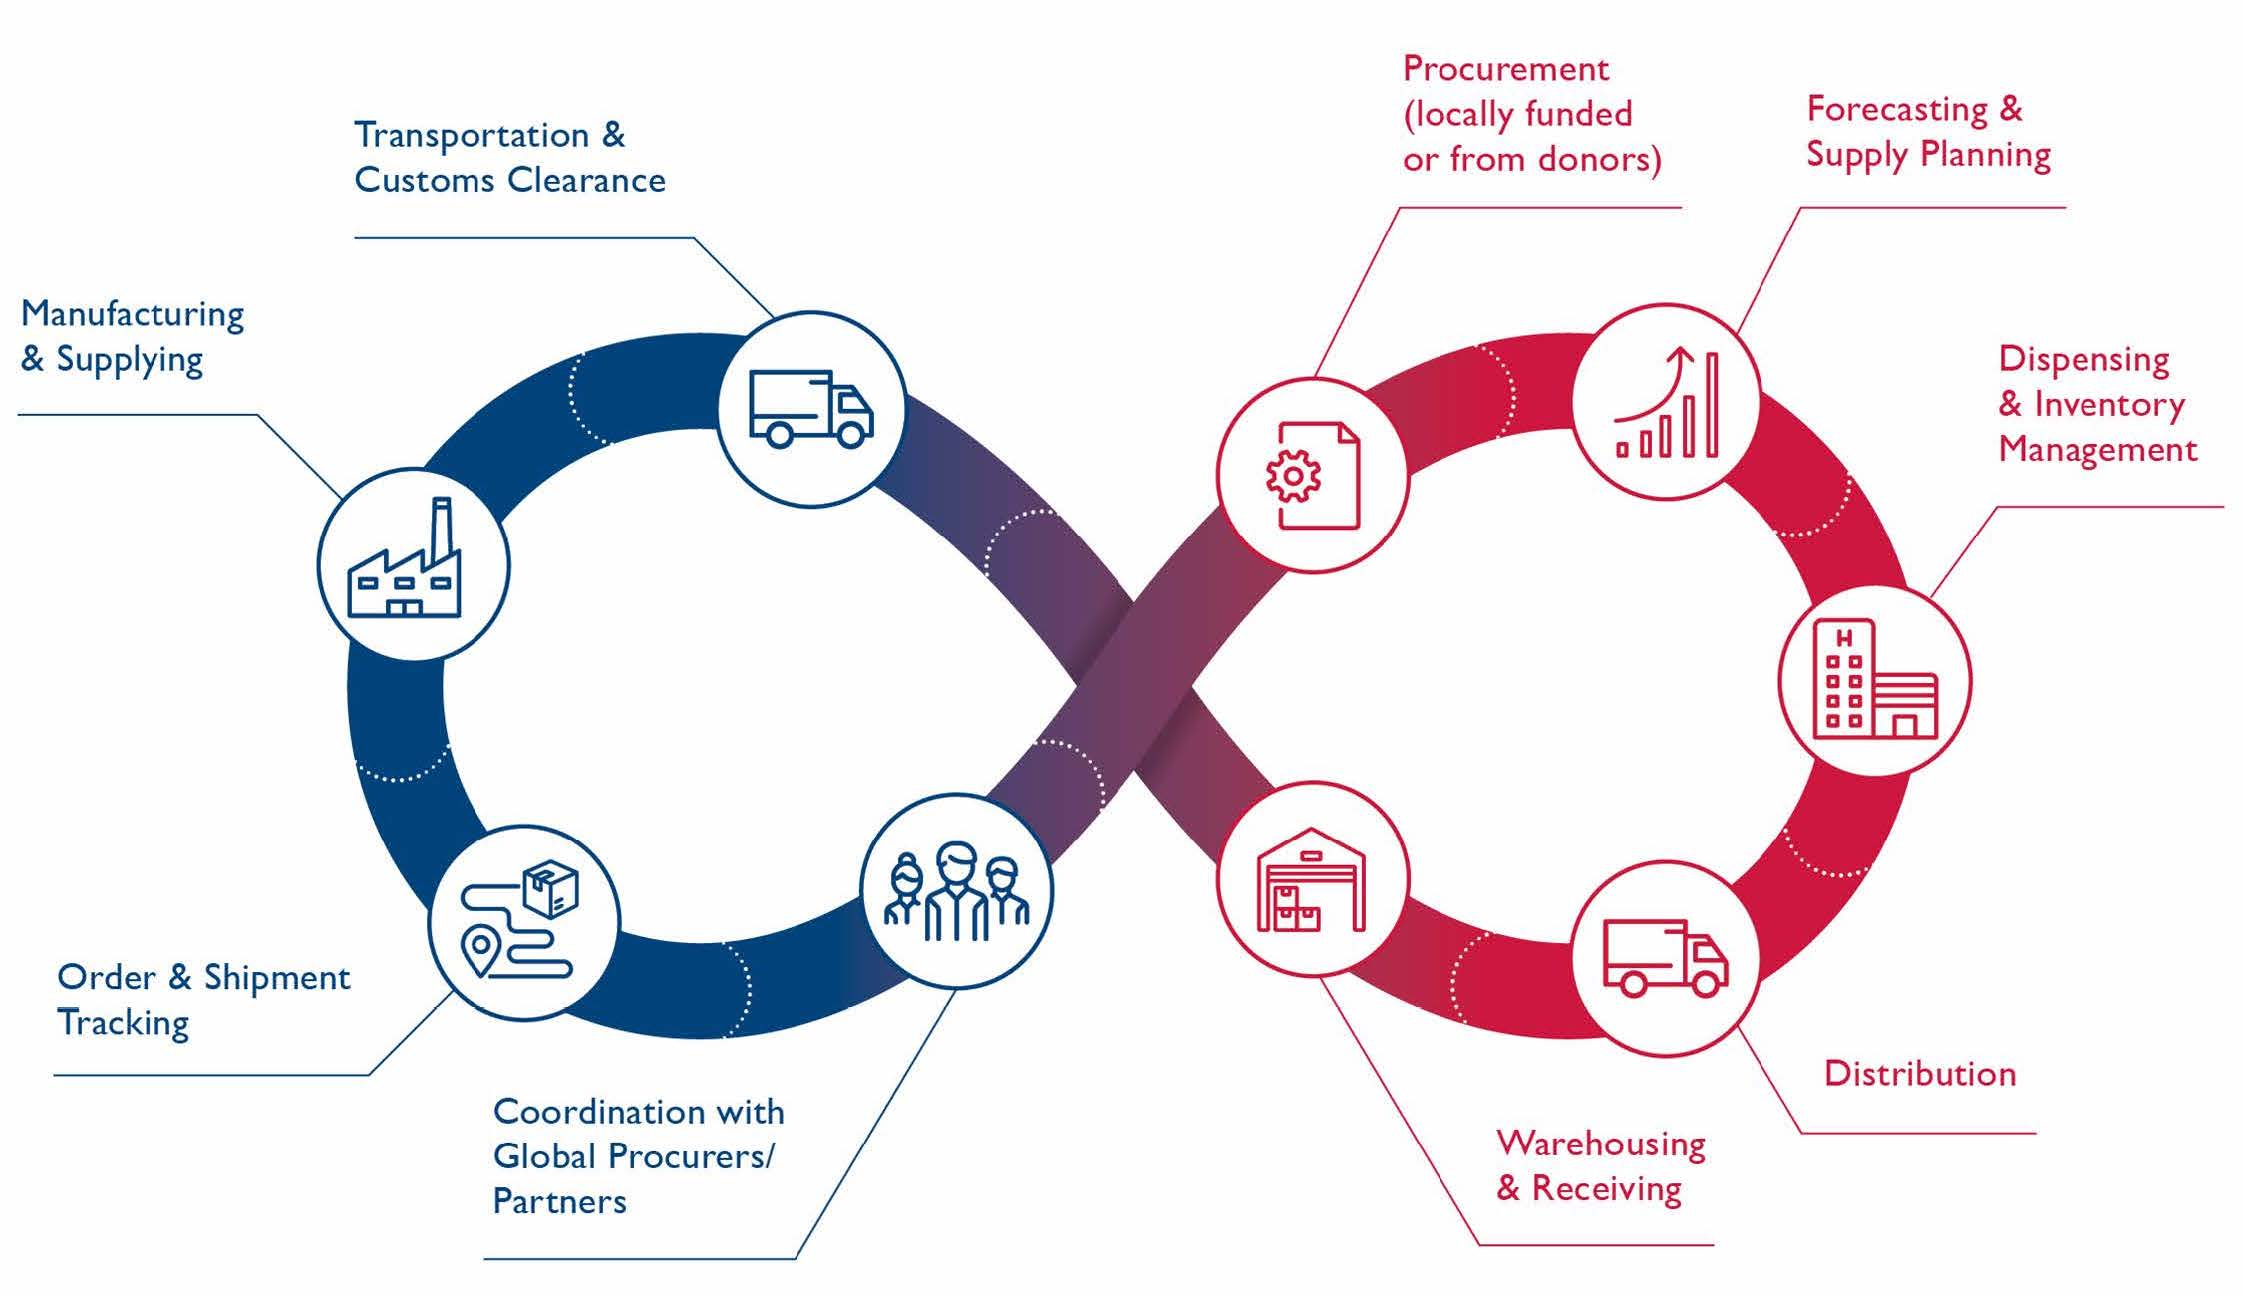 Procurement
(locally funded
or from donors)
Forecasting &
Supply Planning
Transportation &
Customs Clearance
Manufacturing
& Supplying
Dispensing
& Inventory
Management
H
Order & Shipment
Tracking
Coordination with
Global Procurers/
Partners
Distribution
Warehousing
& Receiving